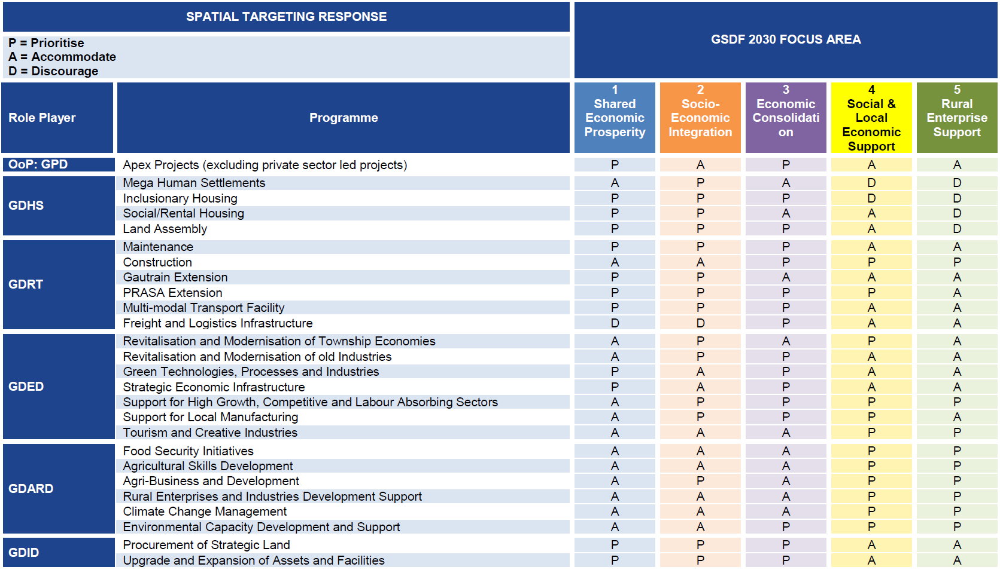 SPATIAL TARGETING RESPONSE
P = Prioritise
A = Accommodate
D = Discourage
GSDF 2030 FOCUS AREA
Role Player
Programme
1
Shared
Economic
Prosperity
2
Socio-
Economic
Integration
3
Economic
Consolidati
on
4
Social &
Local
Economic
Support
5
Rural
Enterprise
Support
OoP: GPD
Apex Projects (excluding private sector led projects) P A P A A
GDHS
Mega Human Settlements A P A D D
Inclusionary Housing P P P D D
Social/Rental Housing P P A A D
Land Assembly P P P A D
GDRT
Maintenance P P P A A
Construction A A P P P
Gautrain Extension P P A A A
PRASA Extension P P P P A
Multi-modal Transport Facility P P P A A
Freight and Logistics Infrastructure D D P A A
GDED
Revitalisation and Modernisation of Township Economies A P A P A
Revitalisation and Modernisation of old Industries A P P A A
Green Technologies, Processes and Industries P A P A A
Strategic Economic Infrastructure P A P A A
Support for High Growth, Competitive and Labour Absorbing Sectors A P P P P
Support for Local Manufacturing A P P P A
Tourism and Creative Industries A A A P P
GDARD
Food Security Initiatives A A A P P
Agricultural Skills Development A A A P P
Agri-Business and Development A P A P P
Rural Enterprises and Industries Development Support A A A P P
Climate Change Management A A A P P
Environmental Capacity Development and Support A A P P P
GDID
Procurement of Strategic Land P P P A A
Upgrade and Expansion of Assets and Facilities P P P A A